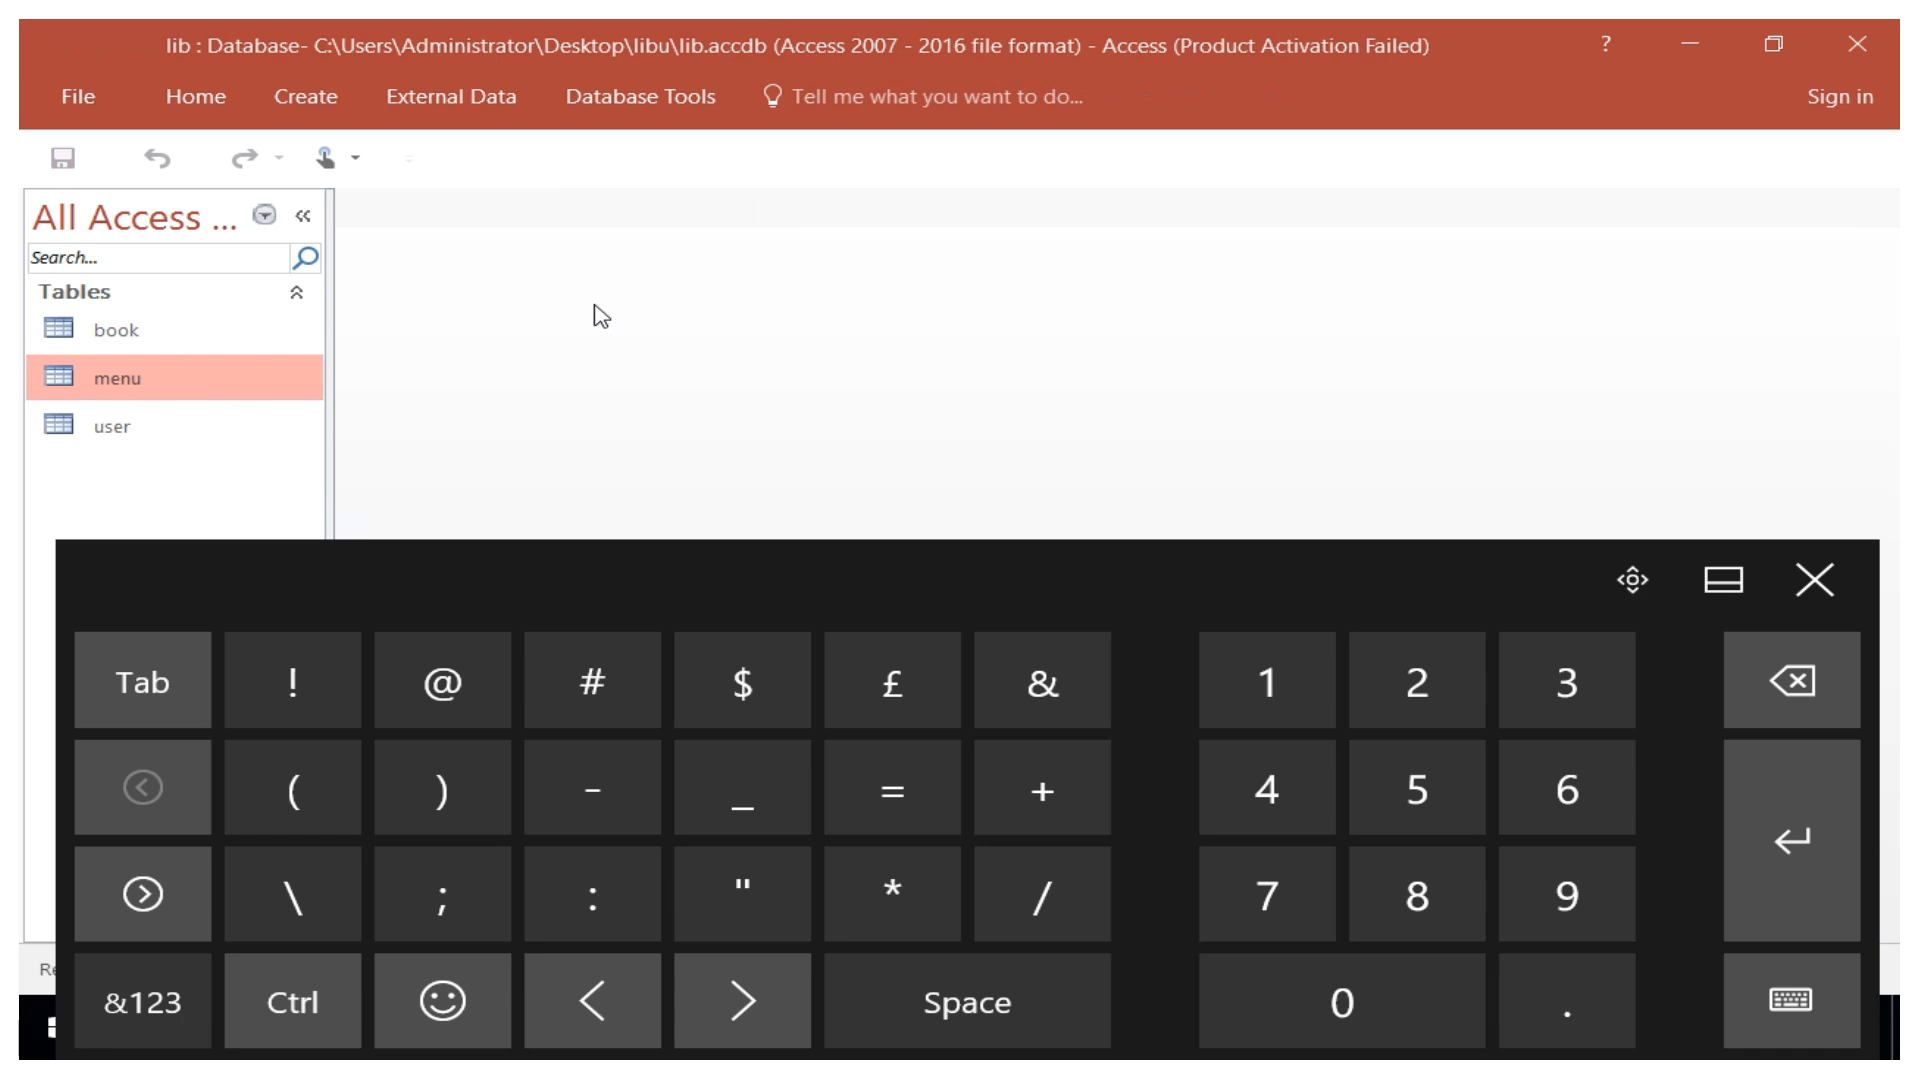 lib : Database- C:\Users\Administrator\Desktop\libu\lib.accdb (Access 2007 - 2016 file format) - Access (Product Activation Failed)
?
File Home Create External Data Database Tools Tell me what you want to do... Sign in
All Access ... «
Search...
Tables
book
menu
user
Tab ! @ # $ £ & 1 2 3
( ) - _ = + 4 5 6
\ ; : " * / 7 8 9
&123 Ctrl < > Space 0 .